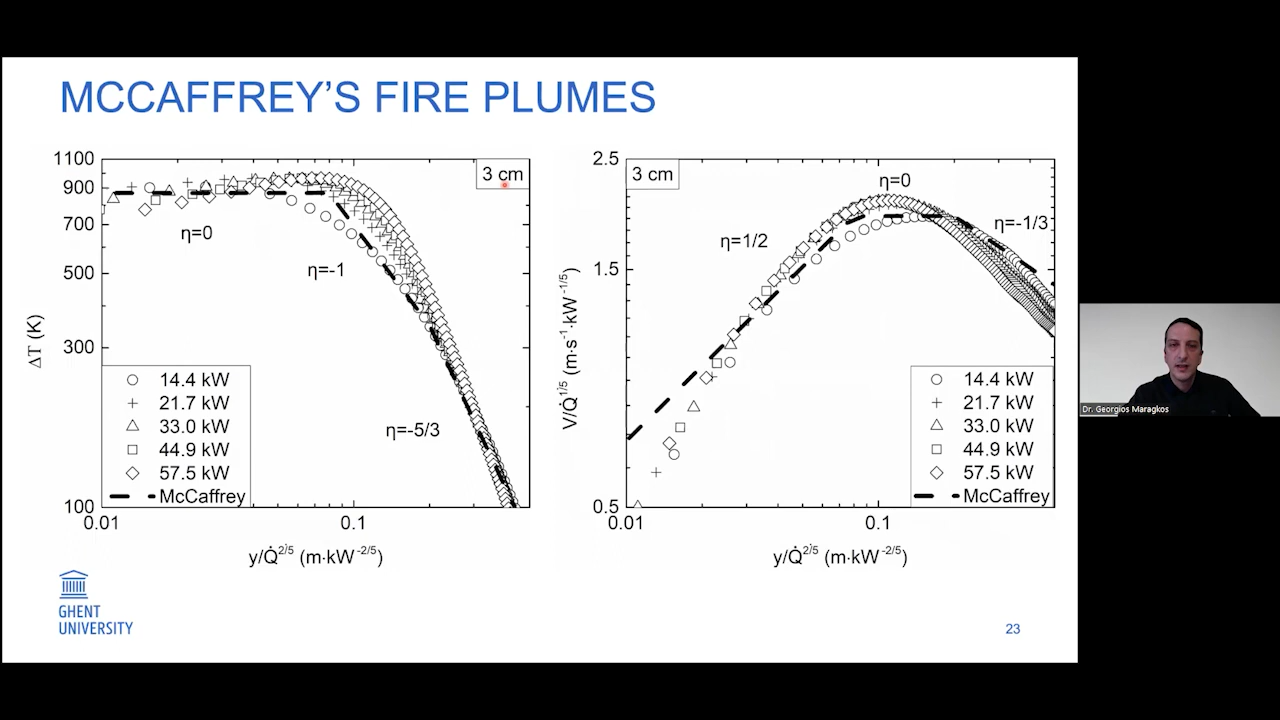 MCCAFFREY'S FIRE PLUMES
1100
900
700
500
300
100
ΔT (K)
3 cm
η=0
η=-1
η=-5/3
14.4 kW
21.7 kW
33.0 kW
44.9 kW
57.5 kW
McCaffrey
0.01
0.1
y/Q̇^2/5 (m·kW^-2/5)
2.5
1.5
0.5
V/Q̇^1/5 (m·s^-1·kW^-1/5)
3 cm
η=0
η=1/2
η=-1/3
14.4 kW
21.7 kW
33.0 kW
44.9 kW
57.5 kW
McCaffrey
0.01
0.1
y/Q̇^2/5 (m·kW^-2/5)
Dr. Georgios Maragkos
GHENT
UNIVERSITY
23